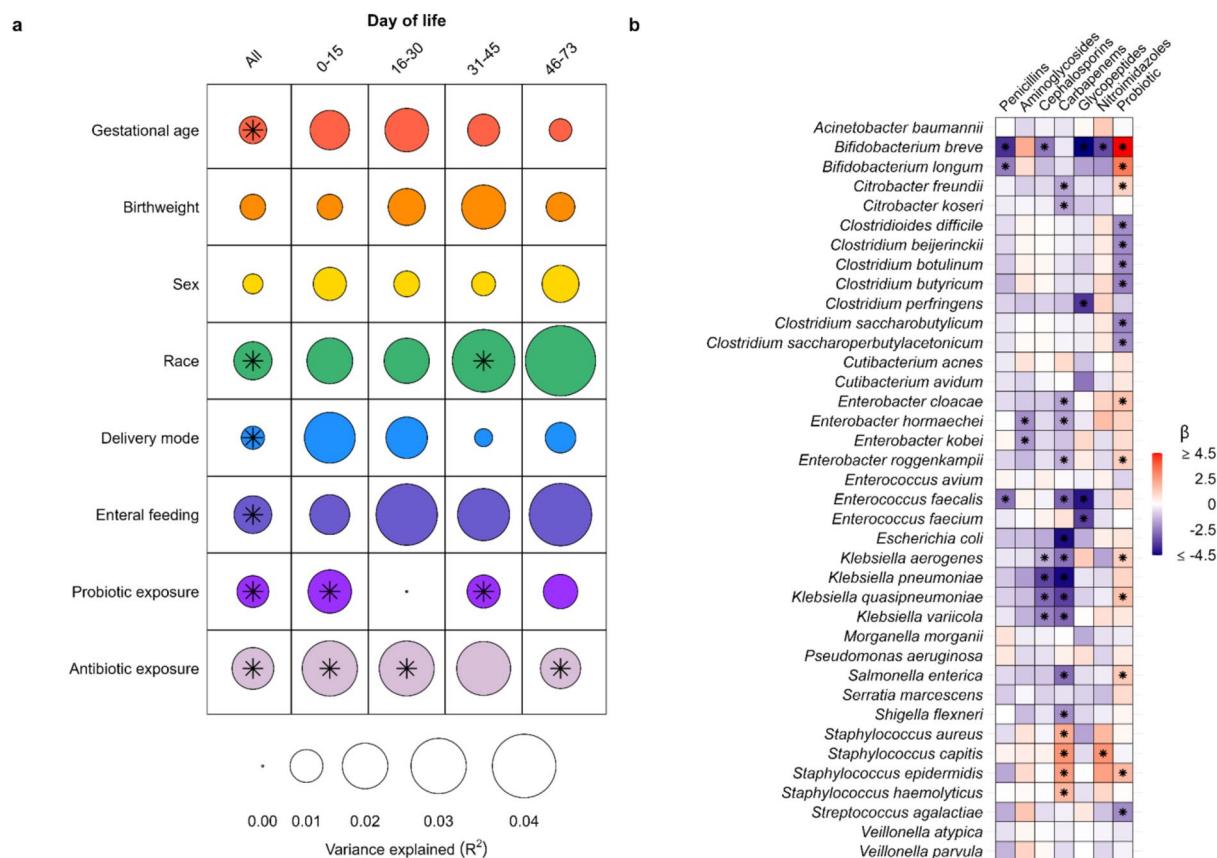 a
Day of life
All
0-15
16-30
31-45
46-73
Gestational age
Birthweight
Sex
Race
Delivery mode
Enteral feeding
Probiotic exposure
Antibiotic exposure
0.00
0.01
0.02
0.03
0.04
Variance explained (R²)
b
Penicillins
Aminoglycosides
Cephalosporins
Carbapenems
Glycopeptides
Nitroimidazoles
Probiotic
Acinetobacter baumannii
Bifidobacterium breve
Bifidobacterium longum
Citrobacter freundii
Citrobacter koseri
Clostridioides difficile
Clostridium beijerinckii
Clostridium botulinum
Clostridium butyricum
Clostridium perfringens
Clostridium saccharobutylicum
Clostridium saccharoperbutylacetonicum
Cutibacterium acnes
Cutibacterium avidum
Enterobacter cloacae
Enterobacter hormaechei
Enterobacter kobei
Enterobacter roggenkampii
Enterococcus avium
Enterococcus faecalis
Enterococcus faecium
Escherichia coli
Klebsiella aerogenes
Klebsiella pneumoniae
Klebsiella quasipneumoniae
Klebsiella variicola
Morganella morganii
Pseudomonas aeruginosa
Salmonella enterica
Serratia marcescens
Shigella flexneri
Staphylococcus aureus
Staphylococcus capitis
Staphylococcus epidermidis
Staphylococcus haemolyticus
Streptococcus agalactiae
Veillonella atypica
Veillonella parvula
β
≥ 4.5
2.5
0
-2.5
≤ -4.5